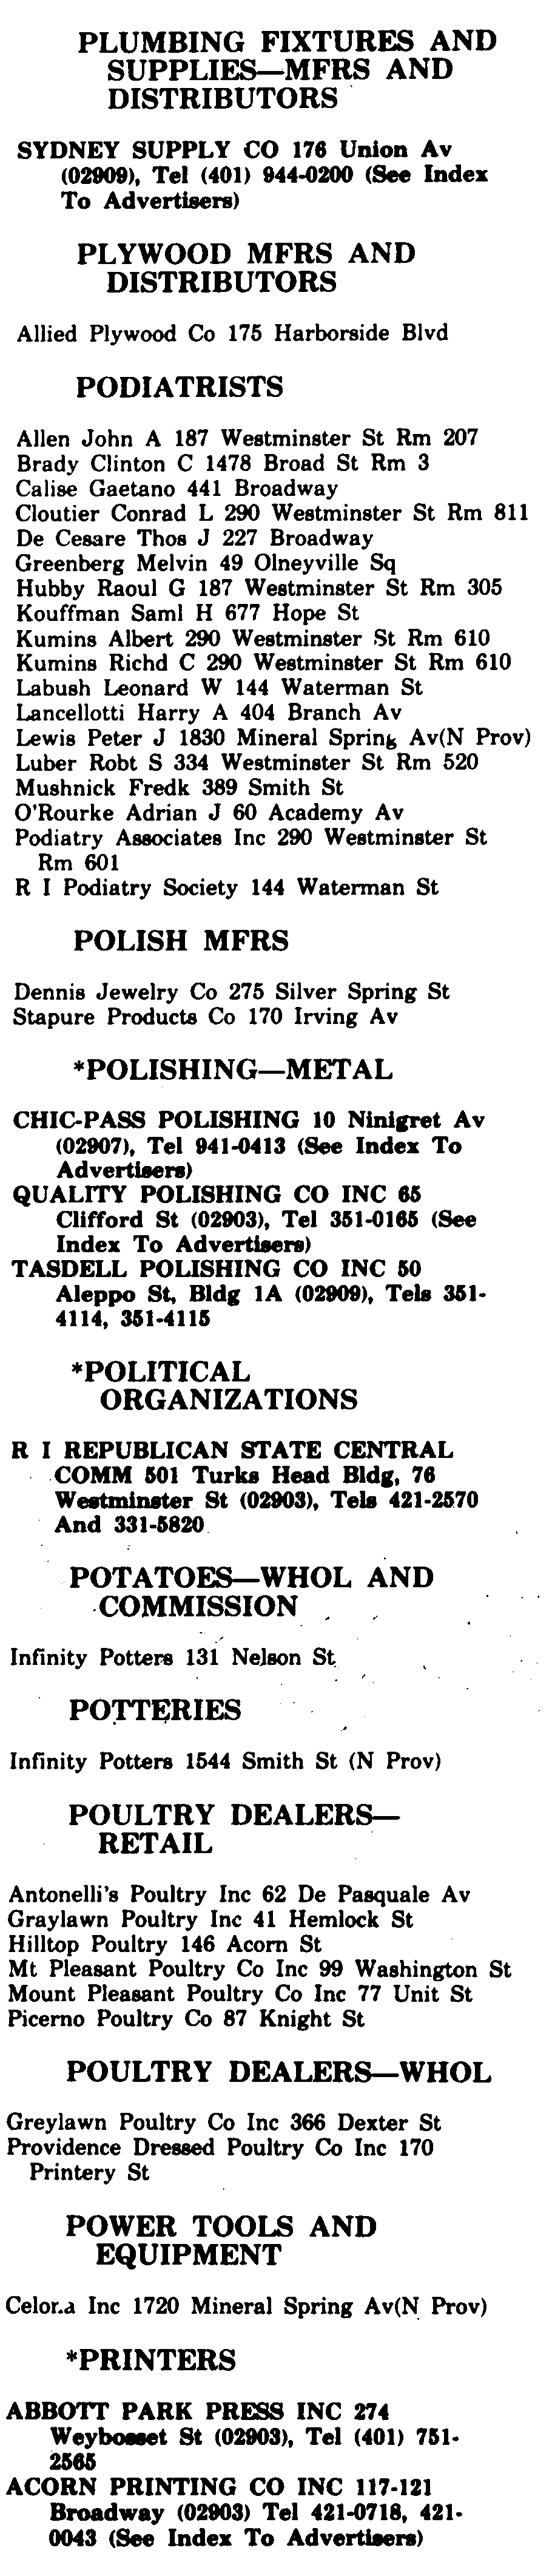 PLUMBING FIXTURES AND
SUPPLIES—MFRS AND
DISTRIBUTORS
SYDNEY SUPPLY CO 176 Union Av
(02909), Tel (401) 944-0200 (See Index
To Advertisers)
PLYWOOD MFRS AND
DISTRIBUTORS
Allied Plywood Co 175 Harborside Blvd
PODIATRISTS
Allen John A 187 Westminster St Rm 207
Brady Clinton C 1478 Broad St Rm 3
Calise Gaetano 441 Broadway
Cloutier Conrad L 290 Westminster St Rm 811
De Cesare Thos J 227 Broadway
Greenberg Melvin 49 Olneyville Sq
Hubby Raoul G 187 Westminster St Rm 305
Kouffman Saml H 677 Hope St
Kumins Albert 290 Westminster St Rm 610
Kumins Richd C 290 Westminster St Rm 610
Labush Leonard W 144 Waterman St
Lancellotti Harry A 404 Branch Av
Lewis Peter J 1830 Mineral Spring Av(N Prov)
Luber Robt S 334 Westminster St Rm 520
Mushnick Fredk 389 Smith St
O'Rourke Adrian J 60 Academy Av
Podiatry Associates Inc 290 Westminster St
Rm 601
R I Podiatry Society 144 Waterman St
POLISH MFRS
Dennis Jewelry Co 275 Silver Spring St
Stapure Products Co 170 Irving Av
*POLISHING—METAL
CHIC-PASS POLISHING 10 Ninigret Av
(02907), Tel 941-0413 (See Index To
Advertisers)
QUALITY POLISHING CO INC 65
Clifford St (02903), Tel 351-0165 (See
Index To Advertisers)
TASDELL POLISHING CO INC 50
Aleppo St, Bldg 1A (02909), Tels 351-
4114, 351-4115
*POLITICAL
ORGANIZATIONS
R I REPUBLICAN STATE CENTRAL
COMM 501 Turks Head Bldg, 76
Westminster St (02903), Tels 421-2570
And 331-5820
POTATOES—WHOL AND
COMMISSION
Infinity Potters 131 Nelson St
POTTERIES
Infinity Potters 1544 Smith St (N Prov)
POULTRY DEALERS—
RETAIL
Antonelli's Poultry Inc 62 De Pasquale Av
Graylawn Poultry Inc 41 Hemlock St
Hilltop Poultry 146 Acorn St
Mt Pleasant Poultry Co Inc 99 Washington St
Mount Pleasant Poultry Co Inc 77 Unit St
Picerno Poultry Co 87 Knight St
POULTRY DEALERS—WHOL
Greylawn Poultry Co Inc 366 Dexter St
Providence Dressed Poultry Co Inc 170
Printery St
POWER TOOLS AND
EQUIPMENT
Inc 1720 Mineral Spring Av(N Prov)
*PRINTERS
ABBOTT PARK PRESS INC 274
Weybosset St (02903), Tel (401) 751-
2565
ACORN PRINTING CO INC 117-121
Broadway (02903) Tel 421-0718, 421-
0043 (See Index To Advertisers)